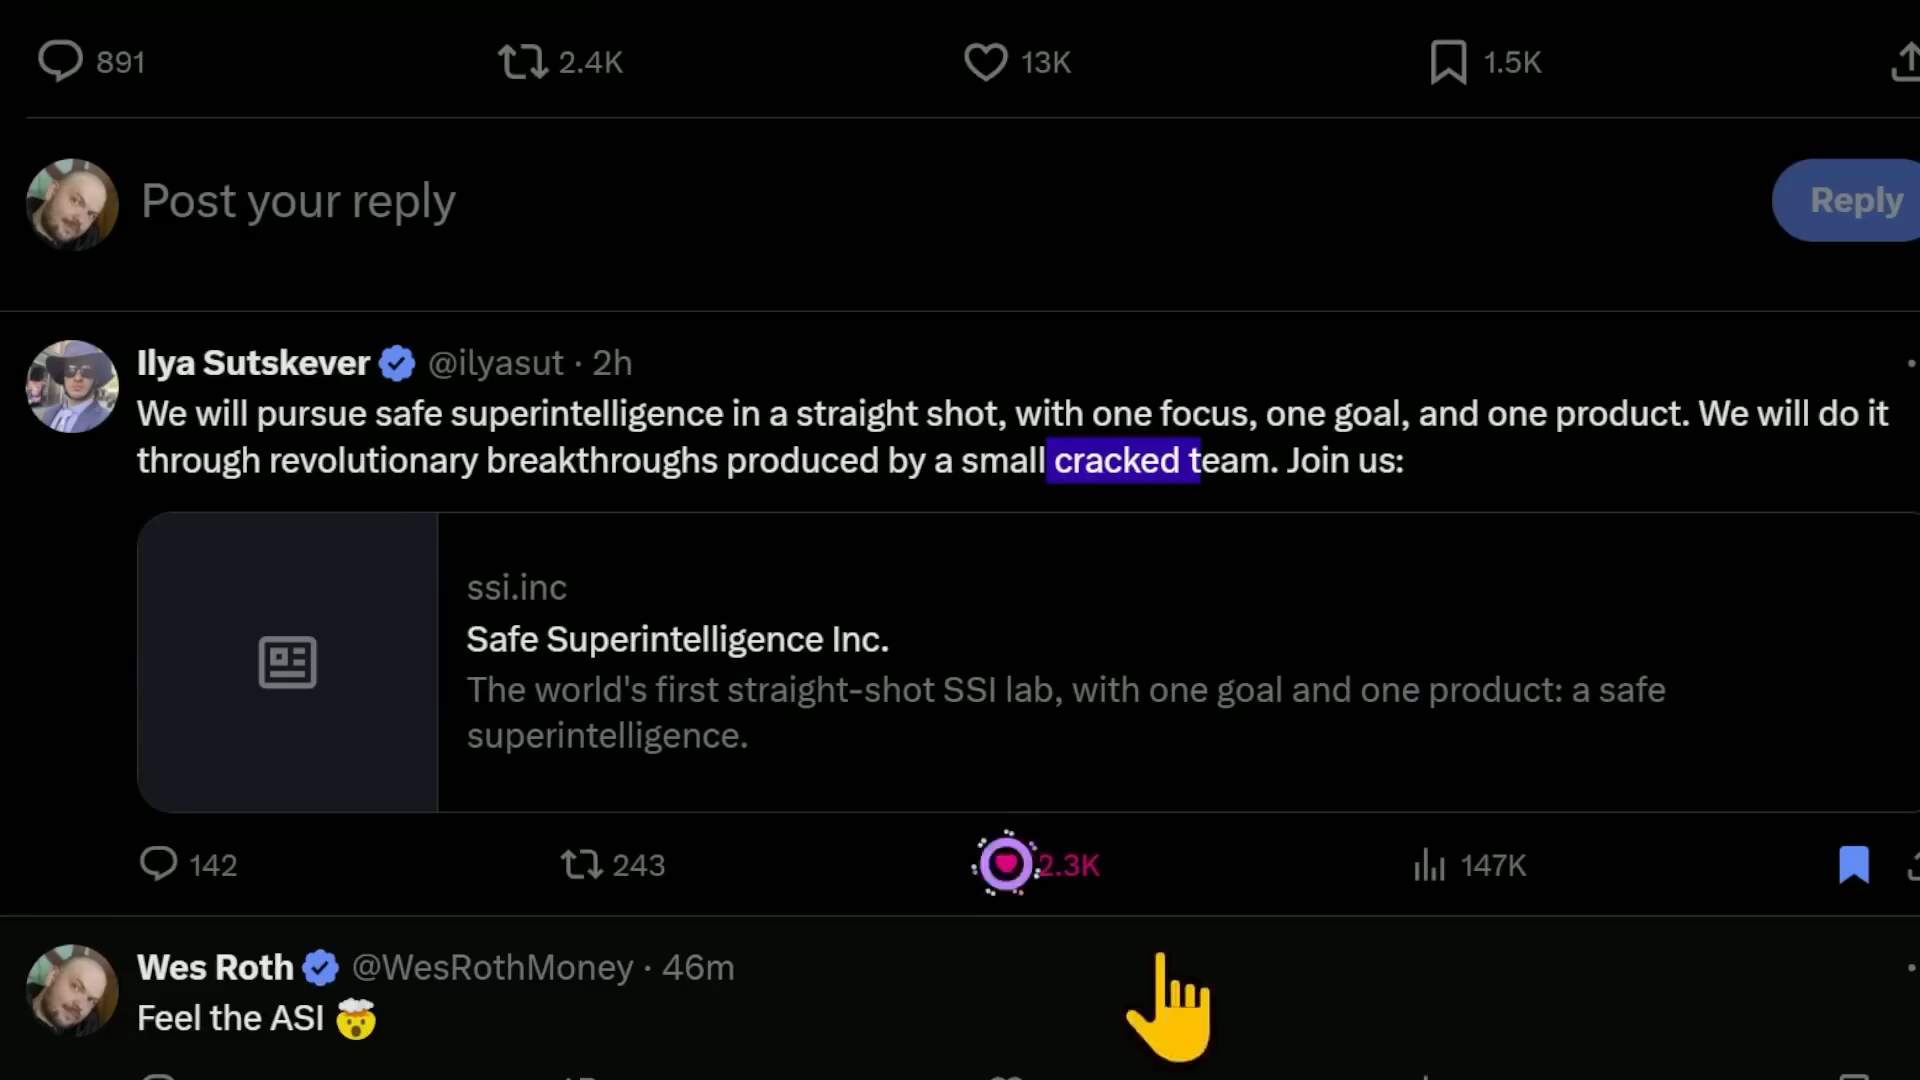 891 2.4K 13K 1.5K
Post your reply
Reply
Ilya Sutskever @ilyasut · 2h
We will pursue safe superintelligence in a straight shot, with one focus, one goal, and one product. We will do it
through revolutionary breakthroughs produced by a small cracked team. Join us:
ssi.inc
Safe Superintelligence Inc.
The world's first straight-shot SSI lab, with one goal and one product: a safe
superintelligence.
142 243 2.3K 147K
Wes Roth @WesRothMoney · 46m
Feel the ASI 🤯